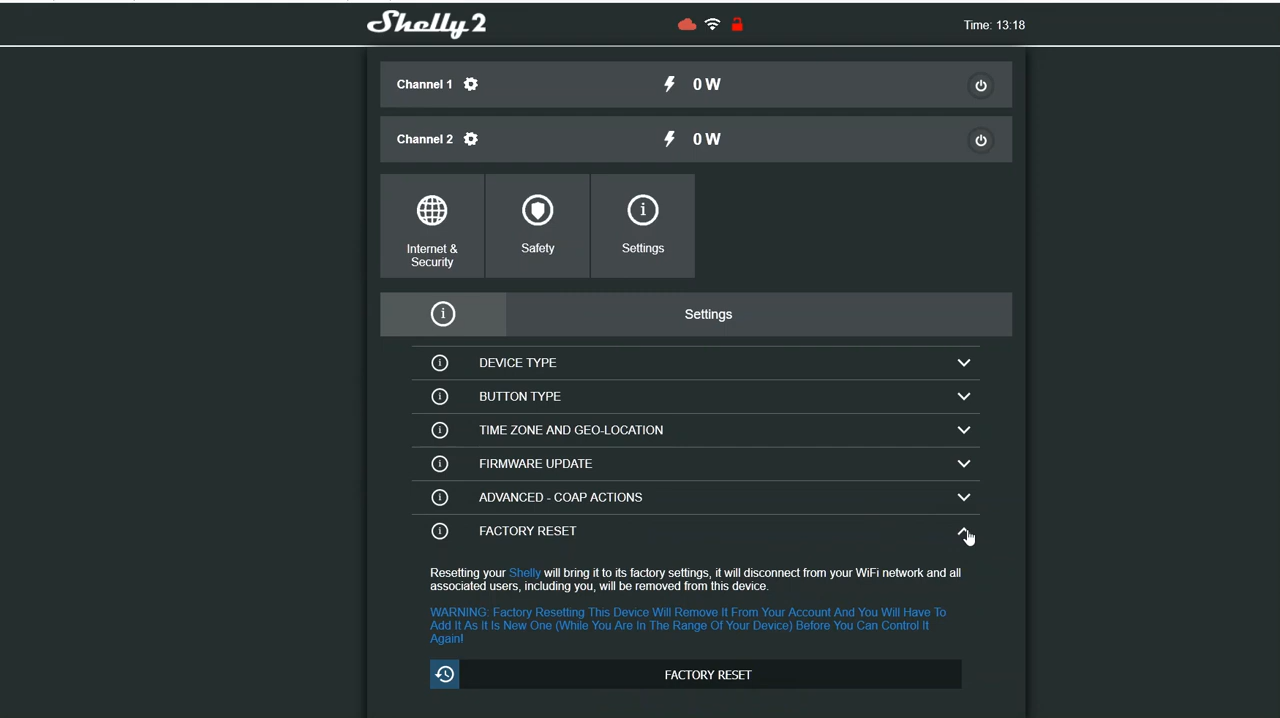 Shelly 2
Time: 13:18
Channel 1
0 W
Channel 2
0 W
Internet &
Security
Safety
Settings
Settings
DEVICE TYPE
BUTTON TYPE
TIME ZONE AND GEO-LOCATION
FIRMWARE UPDATE
ADVANCED - COAP ACTIONS
FACTORY RESET
Resetting your Shelly will bring it to its factory settings, it will disconnect from your WiFi network and all
associated users, including you, will be removed from this device.
WARNING: Factory Resetting This Device Will Remove It From Your Account And You Will Have To
Add It As It Is New One (While You Are In The Range Of Your Device) Before You Can Control It
Again!
FACTORY RESET